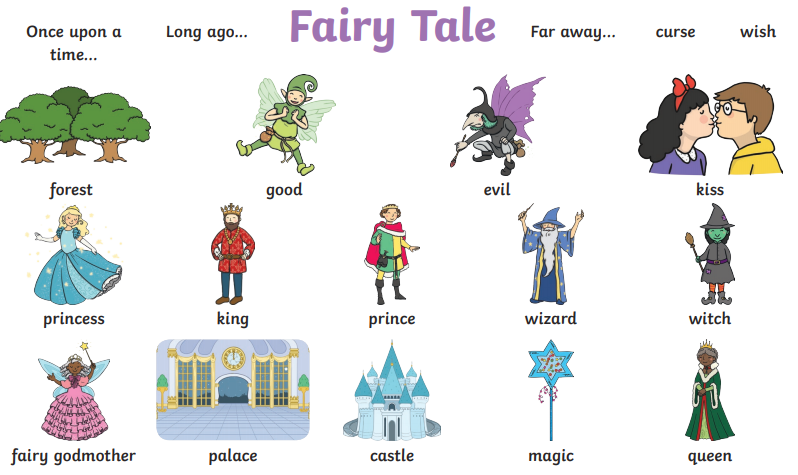 Fairy Tale
Once upon a
time...
Long ago...
Far away...
curse
wish
forest
good
evil
kiss
princess
king
prince
wizard
witch
fairy godmother
palace
castle
magic
queen